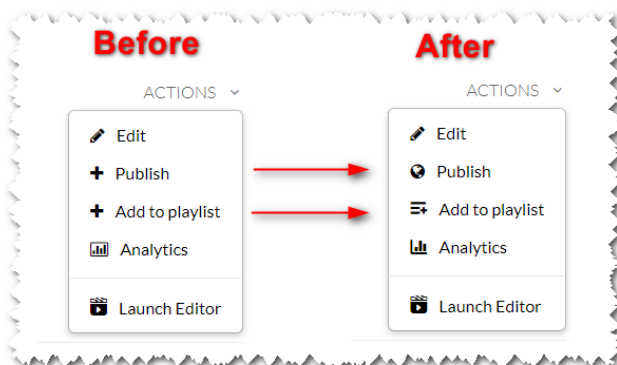 Before
ACTIONS
Edit
Publish
Add to playlist
Analytics
Launch Editor
After
ACTIONS
Edit
Publish
Add to playlist
Analytics
Launch Editor